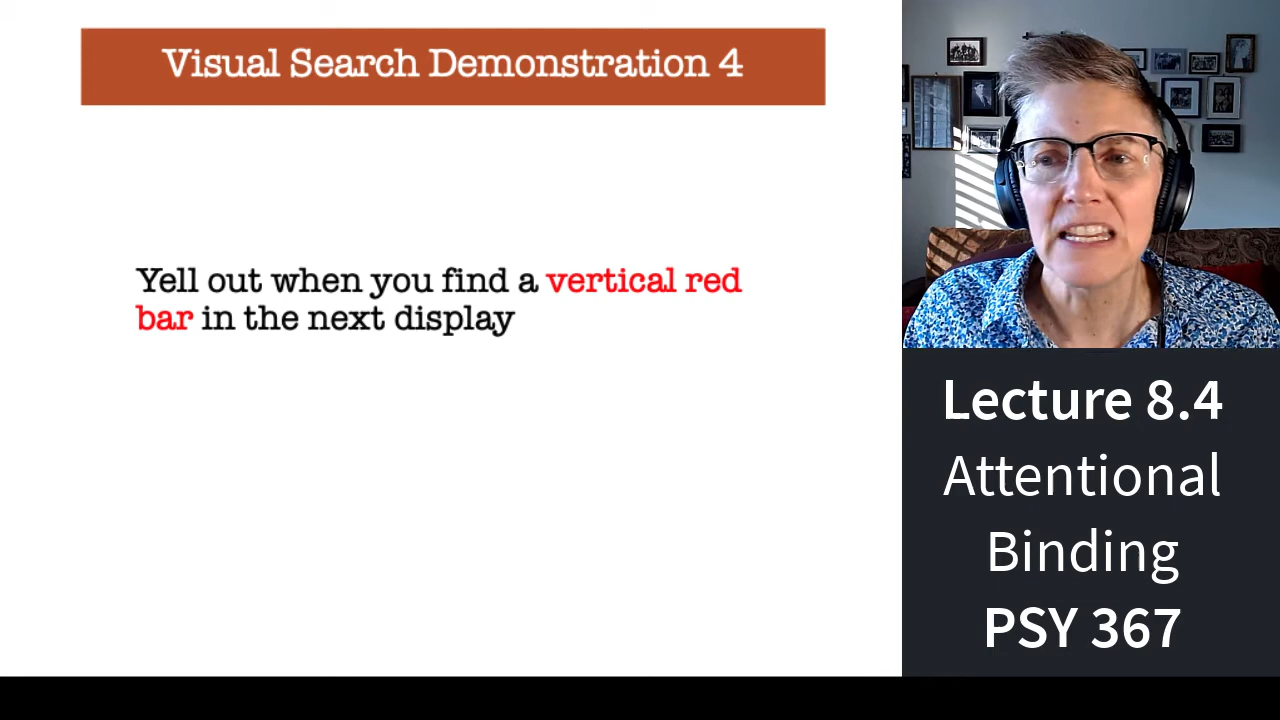 Visual Search Demonstration 4
Yell out when you find a vertical red
bar in the next display
Lecture 8.4
Attentional
Binding
PSY 367